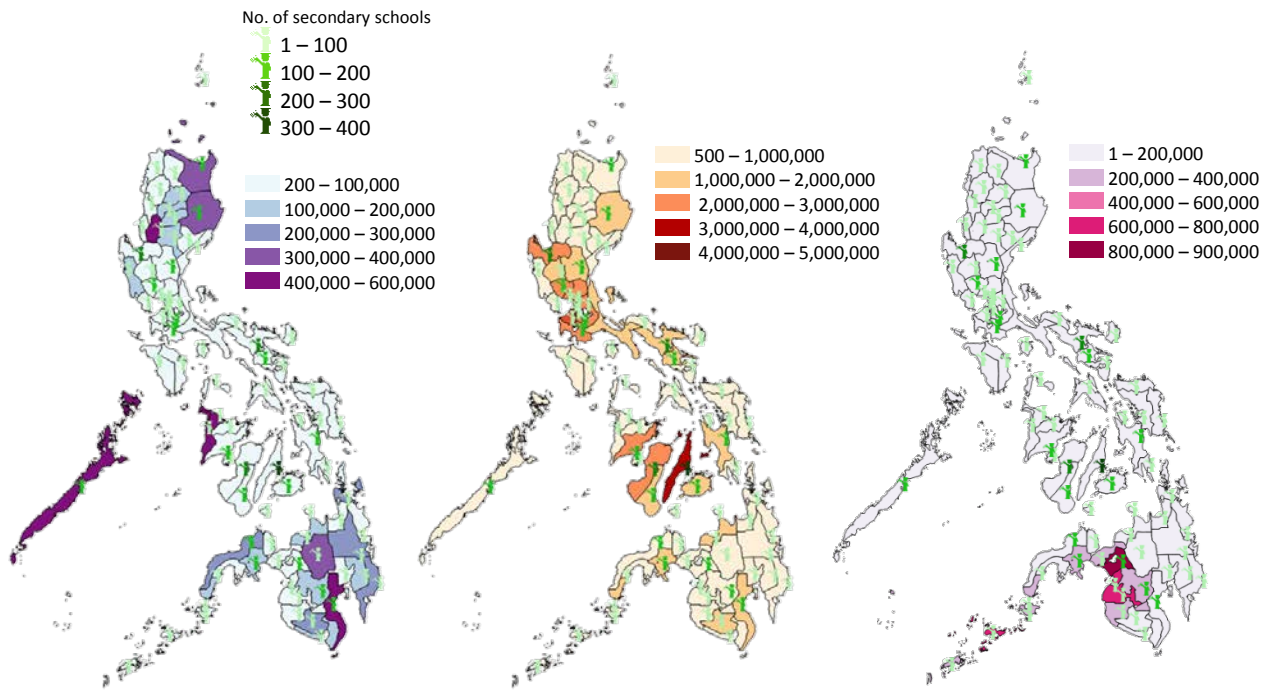 No. of secondary schools
1 – 100
100 – 200
200 – 300
300 – 400
200 – 100,000
100,000 – 200,000
200,000 – 300,000
300,000 – 400,000
400,000 – 600,000
500 – 1,000,000
1,000,000 – 2,000,000
2,000,000 – 3,000,000
3,000,000 – 4,000,000
4,000,000 – 5,000,000
1 – 200,000
200,000 – 400,000
400,000 – 600,000
600,000 – 800,000
800,000 – 900,000